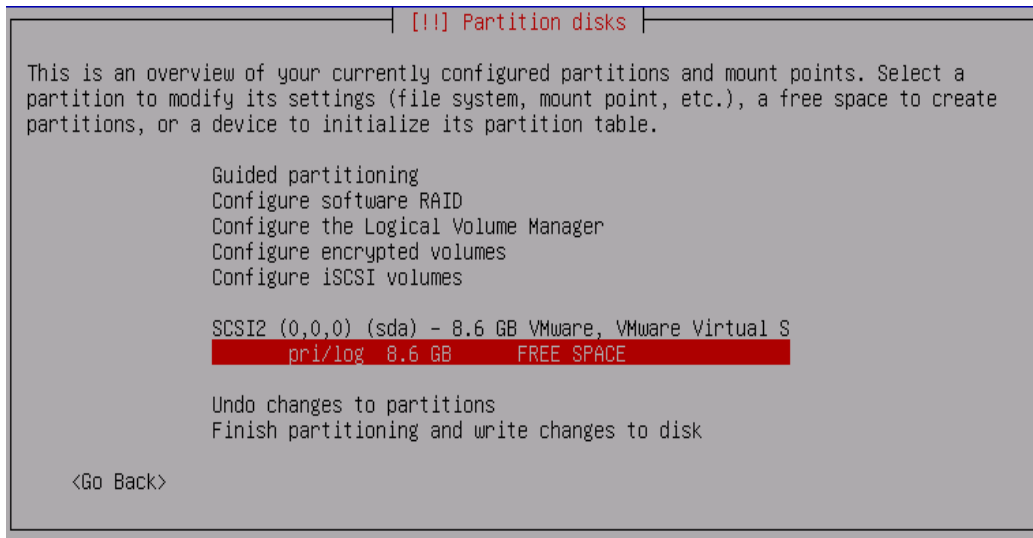 [!!] Partition disks
This is an overview of your currently configured partitions and mount points. Select a
partition to modify its settings (file system, mount point, etc.), a free space to create
partitions, or a device to initialize its partition table.
Guided partitioning
Configure software RAID
Configure the Logical Volume Manager
Configure encrypted volumes
Configure iSCSI volumes
SCSI2 (0,0,0) (sda) – 8.6 GB VMware, VMware Virtual S
pri/log 8.6 GB FREE SPACE
Undo changes to partitions
Finish partitioning and write changes to disk
<Go Back>